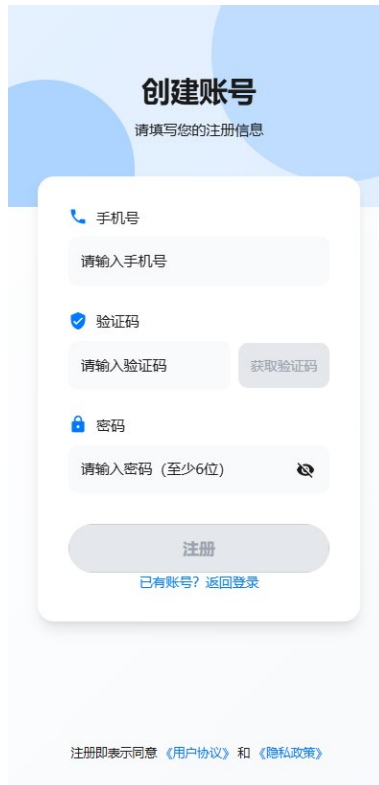 创建账号
请填写您的注册信息
手机号
请输入手机号
验证码
请输入验证码
获取验证码
密码
请输入密码（至少6位）
注册
已有账号？返回登录
注册即表示同意《用户协议》和《隐私政策》